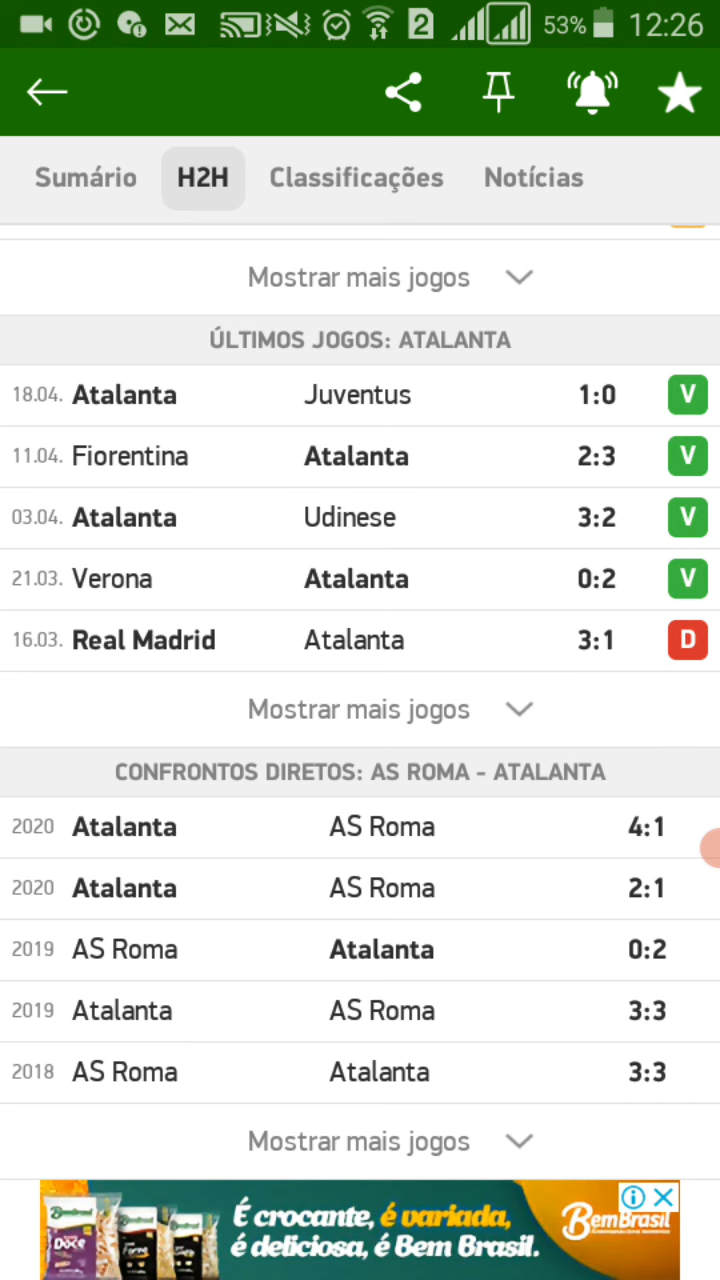 2 53% 12:26
Sumário H2H Classificações Notícias
Mostrar mais jogos
ÚLTIMOS JOGOS: ATALANTA
18.04. Atalanta Juventus 1:0 V
11.04. Fiorentina Atalanta 2:3 V
03.04. Atalanta Udinese 3:2 V
21.03. Verona Atalanta 0:2 V
16.03. Real Madrid Atalanta 3:1 D
Mostrar mais jogos
CONFRONTOS DIRETOS: AS ROMA - ATALANTA
2020 Atalanta AS Roma 4:1
2020 Atalanta AS Roma 2:1
2019 AS Roma Atalanta 0:2
2019 Atalanta AS Roma 3:3
2018 AS Roma Atalanta 3:3
Mostrar mais jogos
É crocante, é variada,
é deliciosa, é Bem Brasil.
BemBrasil
Doce